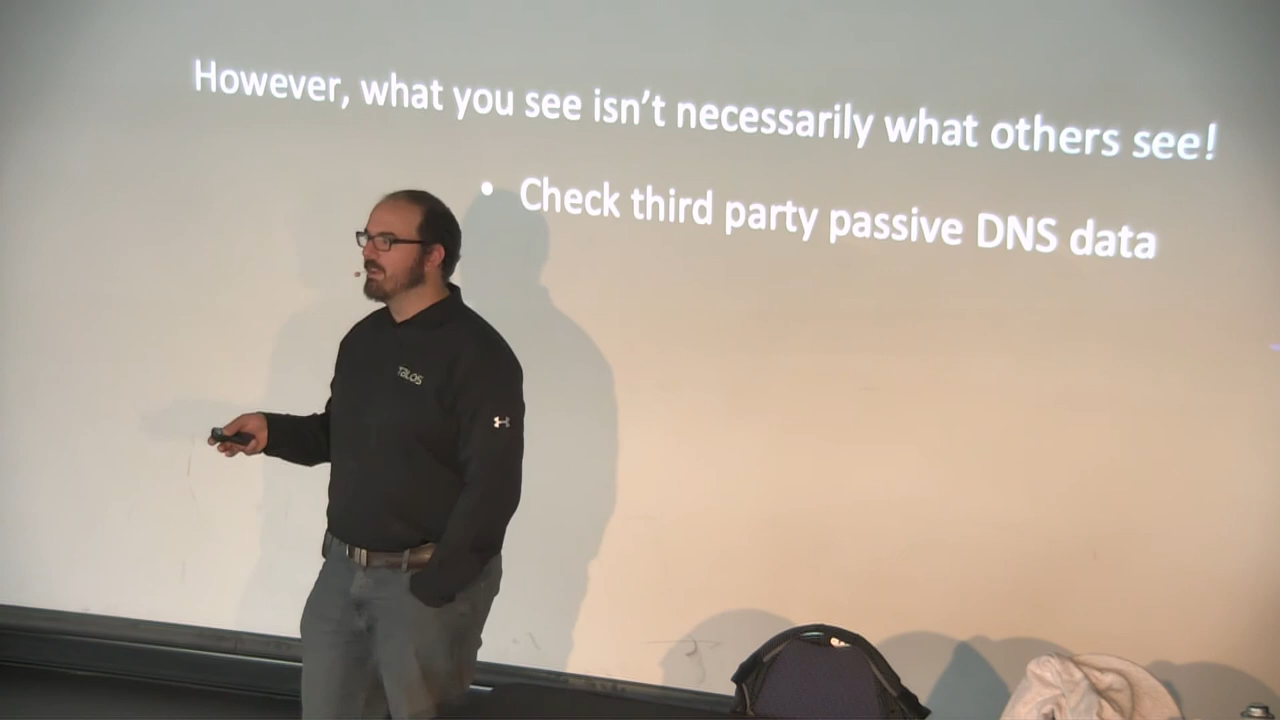 However, what you see isn't necessarily what others see!
• Check third party passive DNS data
TALOS